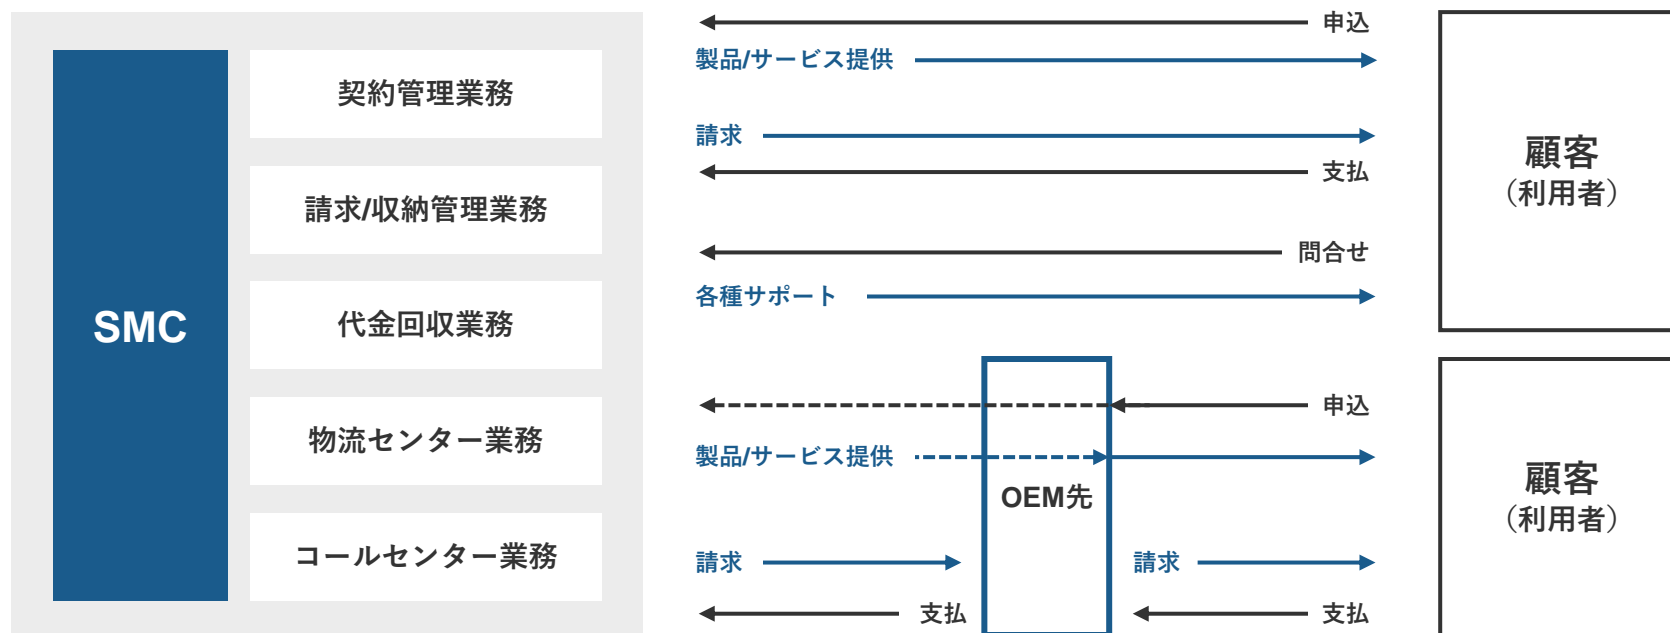 SMC
契約管理業務
請求/収納管理業務
代金回収業務
物流センター業務
コールセンター業務
申込
製品/サービス提供
請求
支払
問合せ
各種サポート
顧客
（利用者）
申込
製品/サービス提供
OEM先
請求
請求
支払
支払
顧客
（利用者）